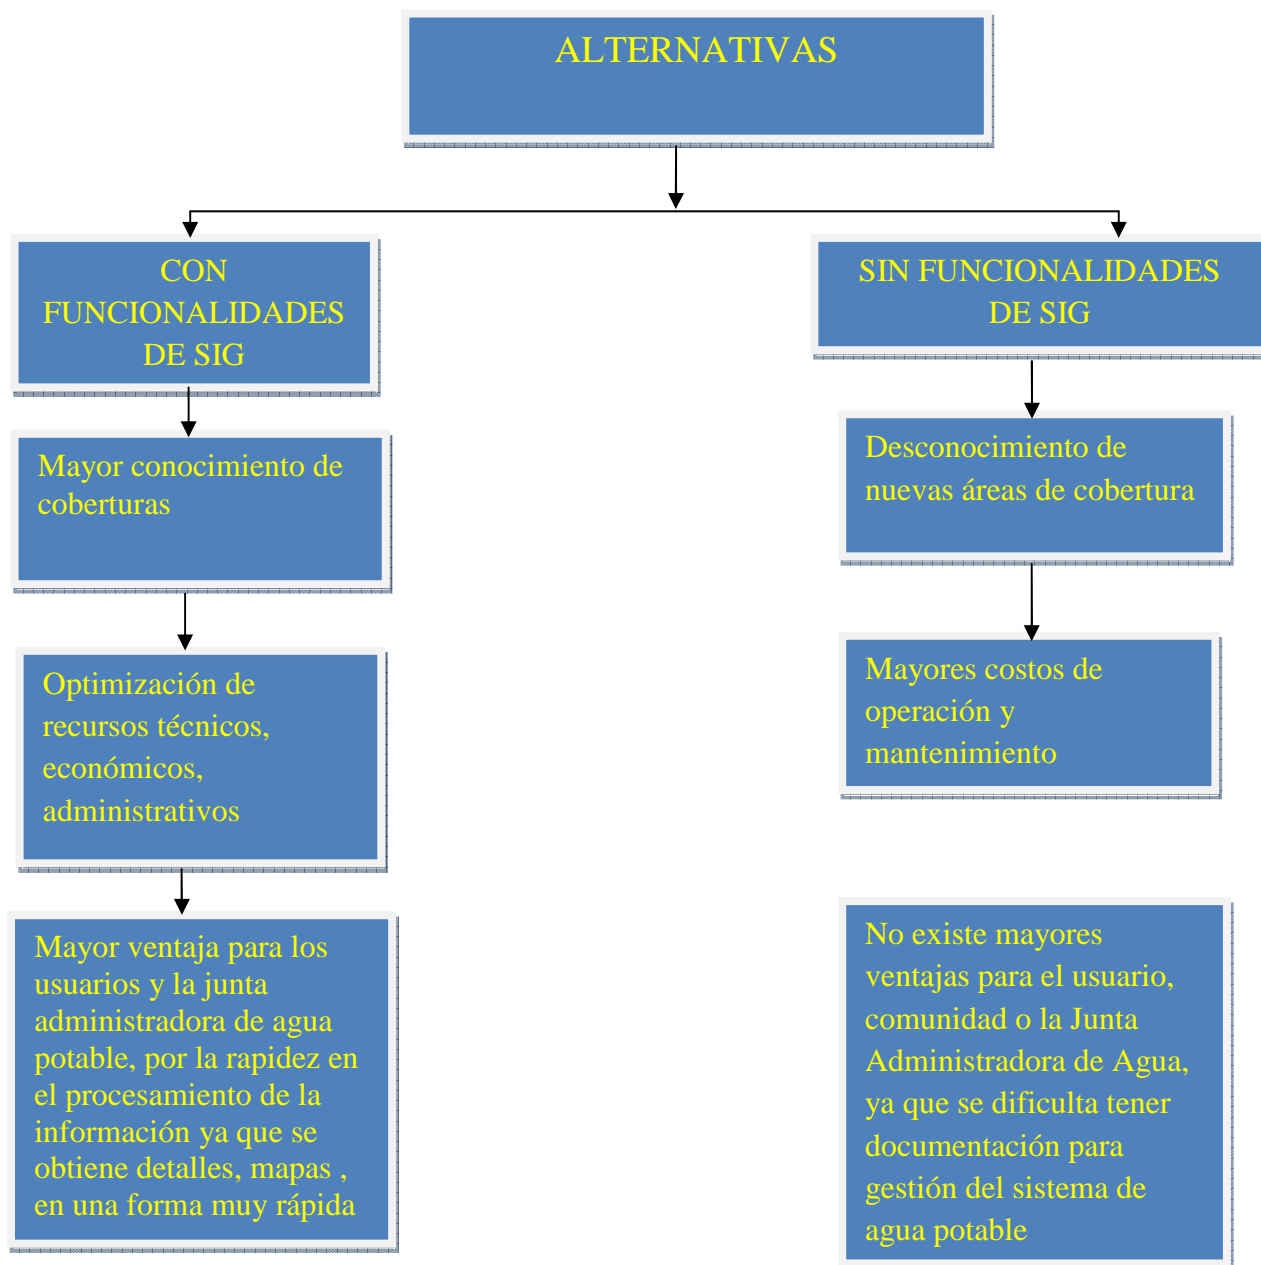 ALTERNATIVAS
CON
FUNCIONALIDADES
DE SIG
SIN FUNCIONALIDADES
DE SIG
Mayor conocimiento de
coberturas
Desconocimiento de
nuevas áreas de cobertura
Optimización de
recursos técnicos,
económicos,
administrativos
Mayores costos de
operación y
mantenimiento
Mayor ventaja para los
usuarios y la junta
administradora de agua
potable, por la rapidez en
el procesamiento de la
información ya que se
obtiene detalles, mapas ,
en una forma muy rápida
No existe mayores
ventajas para el usuario,
comunidad o la Junta
Administradora de Agua,
ya que se dificulta tener
documentación para
gestión del sistema de
agua potable